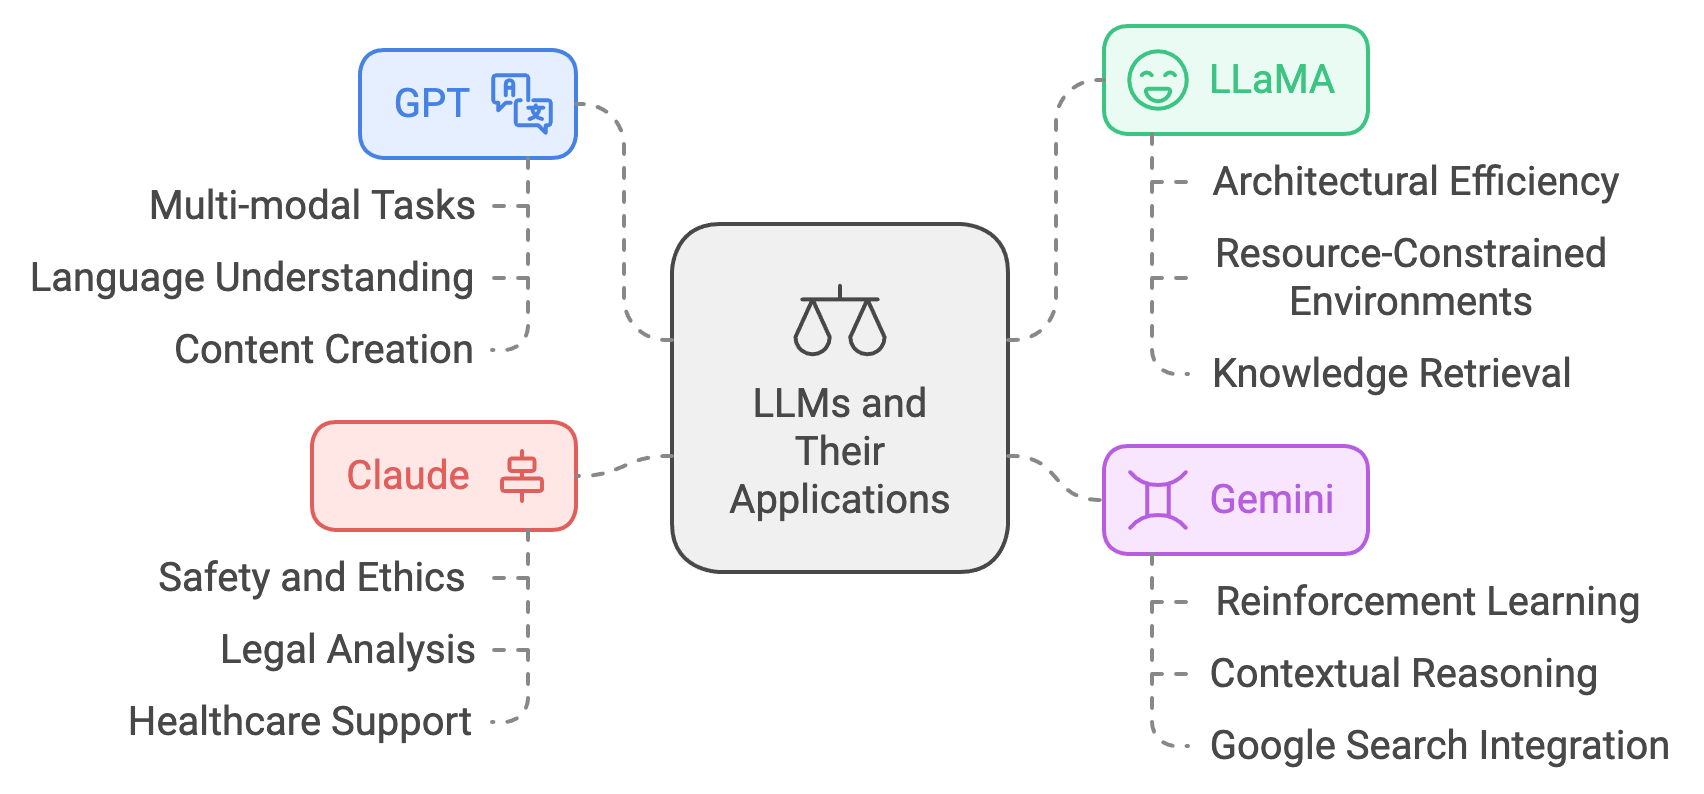 GPT
Multi-modal Tasks
Language Understanding
Content Creation
Claude
Safety and Ethics
Legal Analysis
Healthcare Support
LLMs and
Their
Applications
LLaMA
Architectural Efficiency
Resource-Constrained
Environments
Knowledge Retrieval
Gemini
Reinforcement Learning
Contextual Reasoning
Google Search Integration